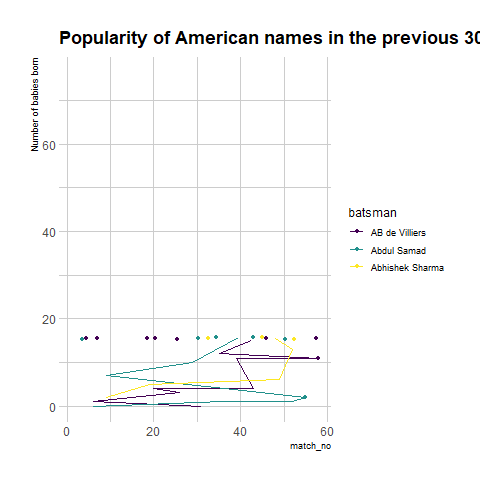 Popularity of American names in the previous 30
Number of babies born
60
40
20
0
0
20
40
60
match_no
batsman
AB de Villiers
Abdul Samad
Abhishek Sharma